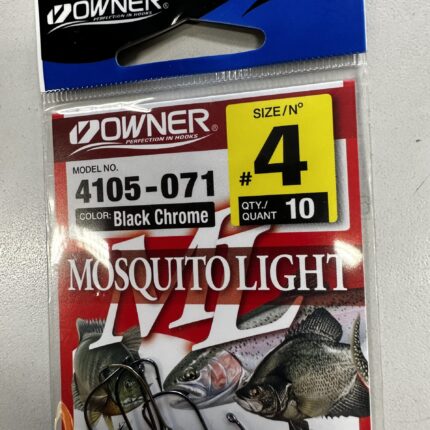 OWNER®
PERFECTION IN HOOKS
OWNER®
PERFECTION IN HOOKS
MODEL NO.
4105-071
COLOR: Black Chrome
SIZE/N°
#4
QTY./
QUANT 10
ML
MOSQUITO LIGHT